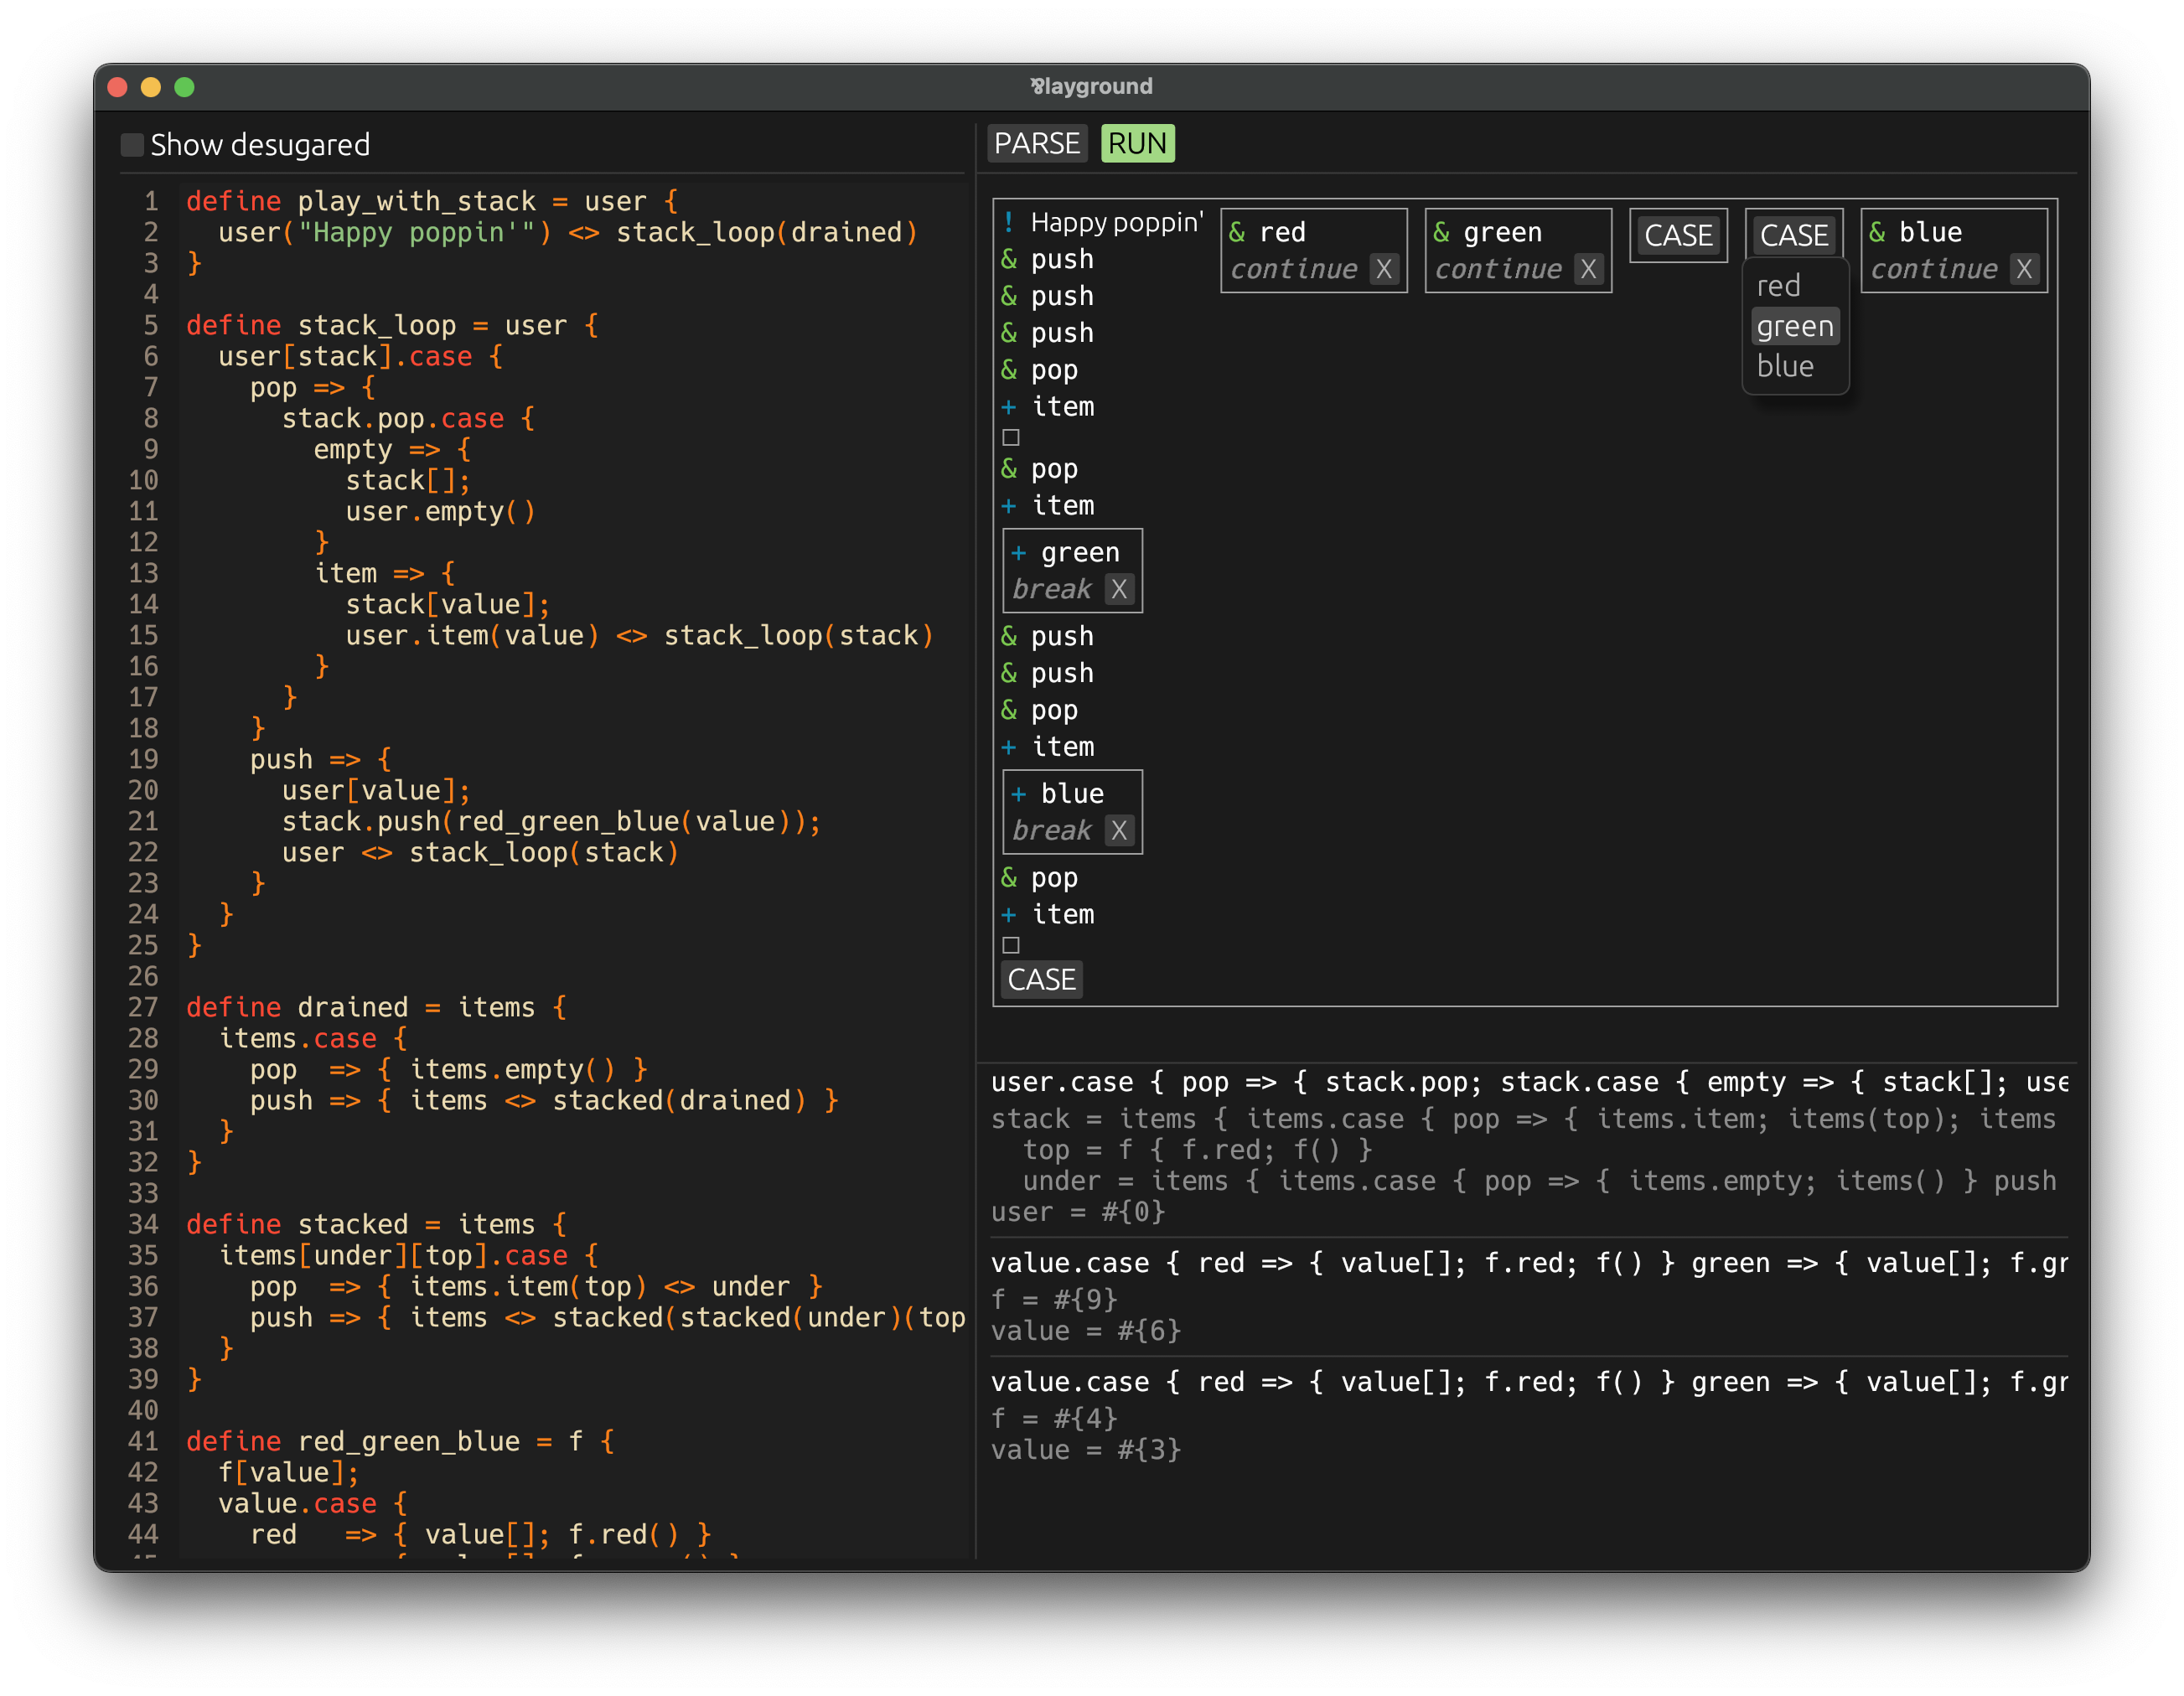 ⅋layground
Show desugared
1 define play_with_stack = user {
2   user("Happy poppin'") <> stack_loop(drained)
3 }
4
5 define stack_loop = user {
6   user[stack].case {
7     pop => {
8       stack.pop.case {
9         empty => {
10           stack[];
11           user.empty()
12         }
13         item => {
14           stack[value];
15           user.item(value) <> stack_loop(stack)
16         }
17       }
18     }
19     push => {
20       user[value];
21       stack.push(red_green_blue(value));
22       user <> stack_loop(stack)
23     }
24   }
25 }
26
27 define drained = items {
28   items.case {
29     pop  => { items.empty() }
30     push => { items <> stacked(drained) }
31   }
32 }
33
34 define stacked = items {
35   items[under][top].case {
36     pop  => { items.item(top) <> under }
37     push => { items <> stacked(stacked(under)(top
38   }
39 }
40
41 define red_green_blue = f {
42   f[value];
43   value.case {
44     red   => { value[]; f.red() }
PARSE RUN
! Happy poppin'
& push
& push
& push
& pop
+ item
□
& pop
+ item
+ green
break X
& push
& push
& pop
+ item
+ blue
break X
& pop
+ item
□
CASE
& red
continue X
& green
continue X
CASE
CASE
red
green
blue
& blue
continue X
user.case { pop => { stack.pop; stack.case { empty => { stack[]; use
stack = items { items.case { pop => { items.item; items(top); items
  top = f { f.red; f() }
  under = items { items.case { pop => { items.empty; items() } push
user = #{0}
value.case { red => { value[]; f.red; f() } green => { value[]; f.gr
f = #{9}
value = #{6}
value.case { red => { value[]; f.red; f() } green => { value[]; f.gr
f = #{4}
value = #{3}